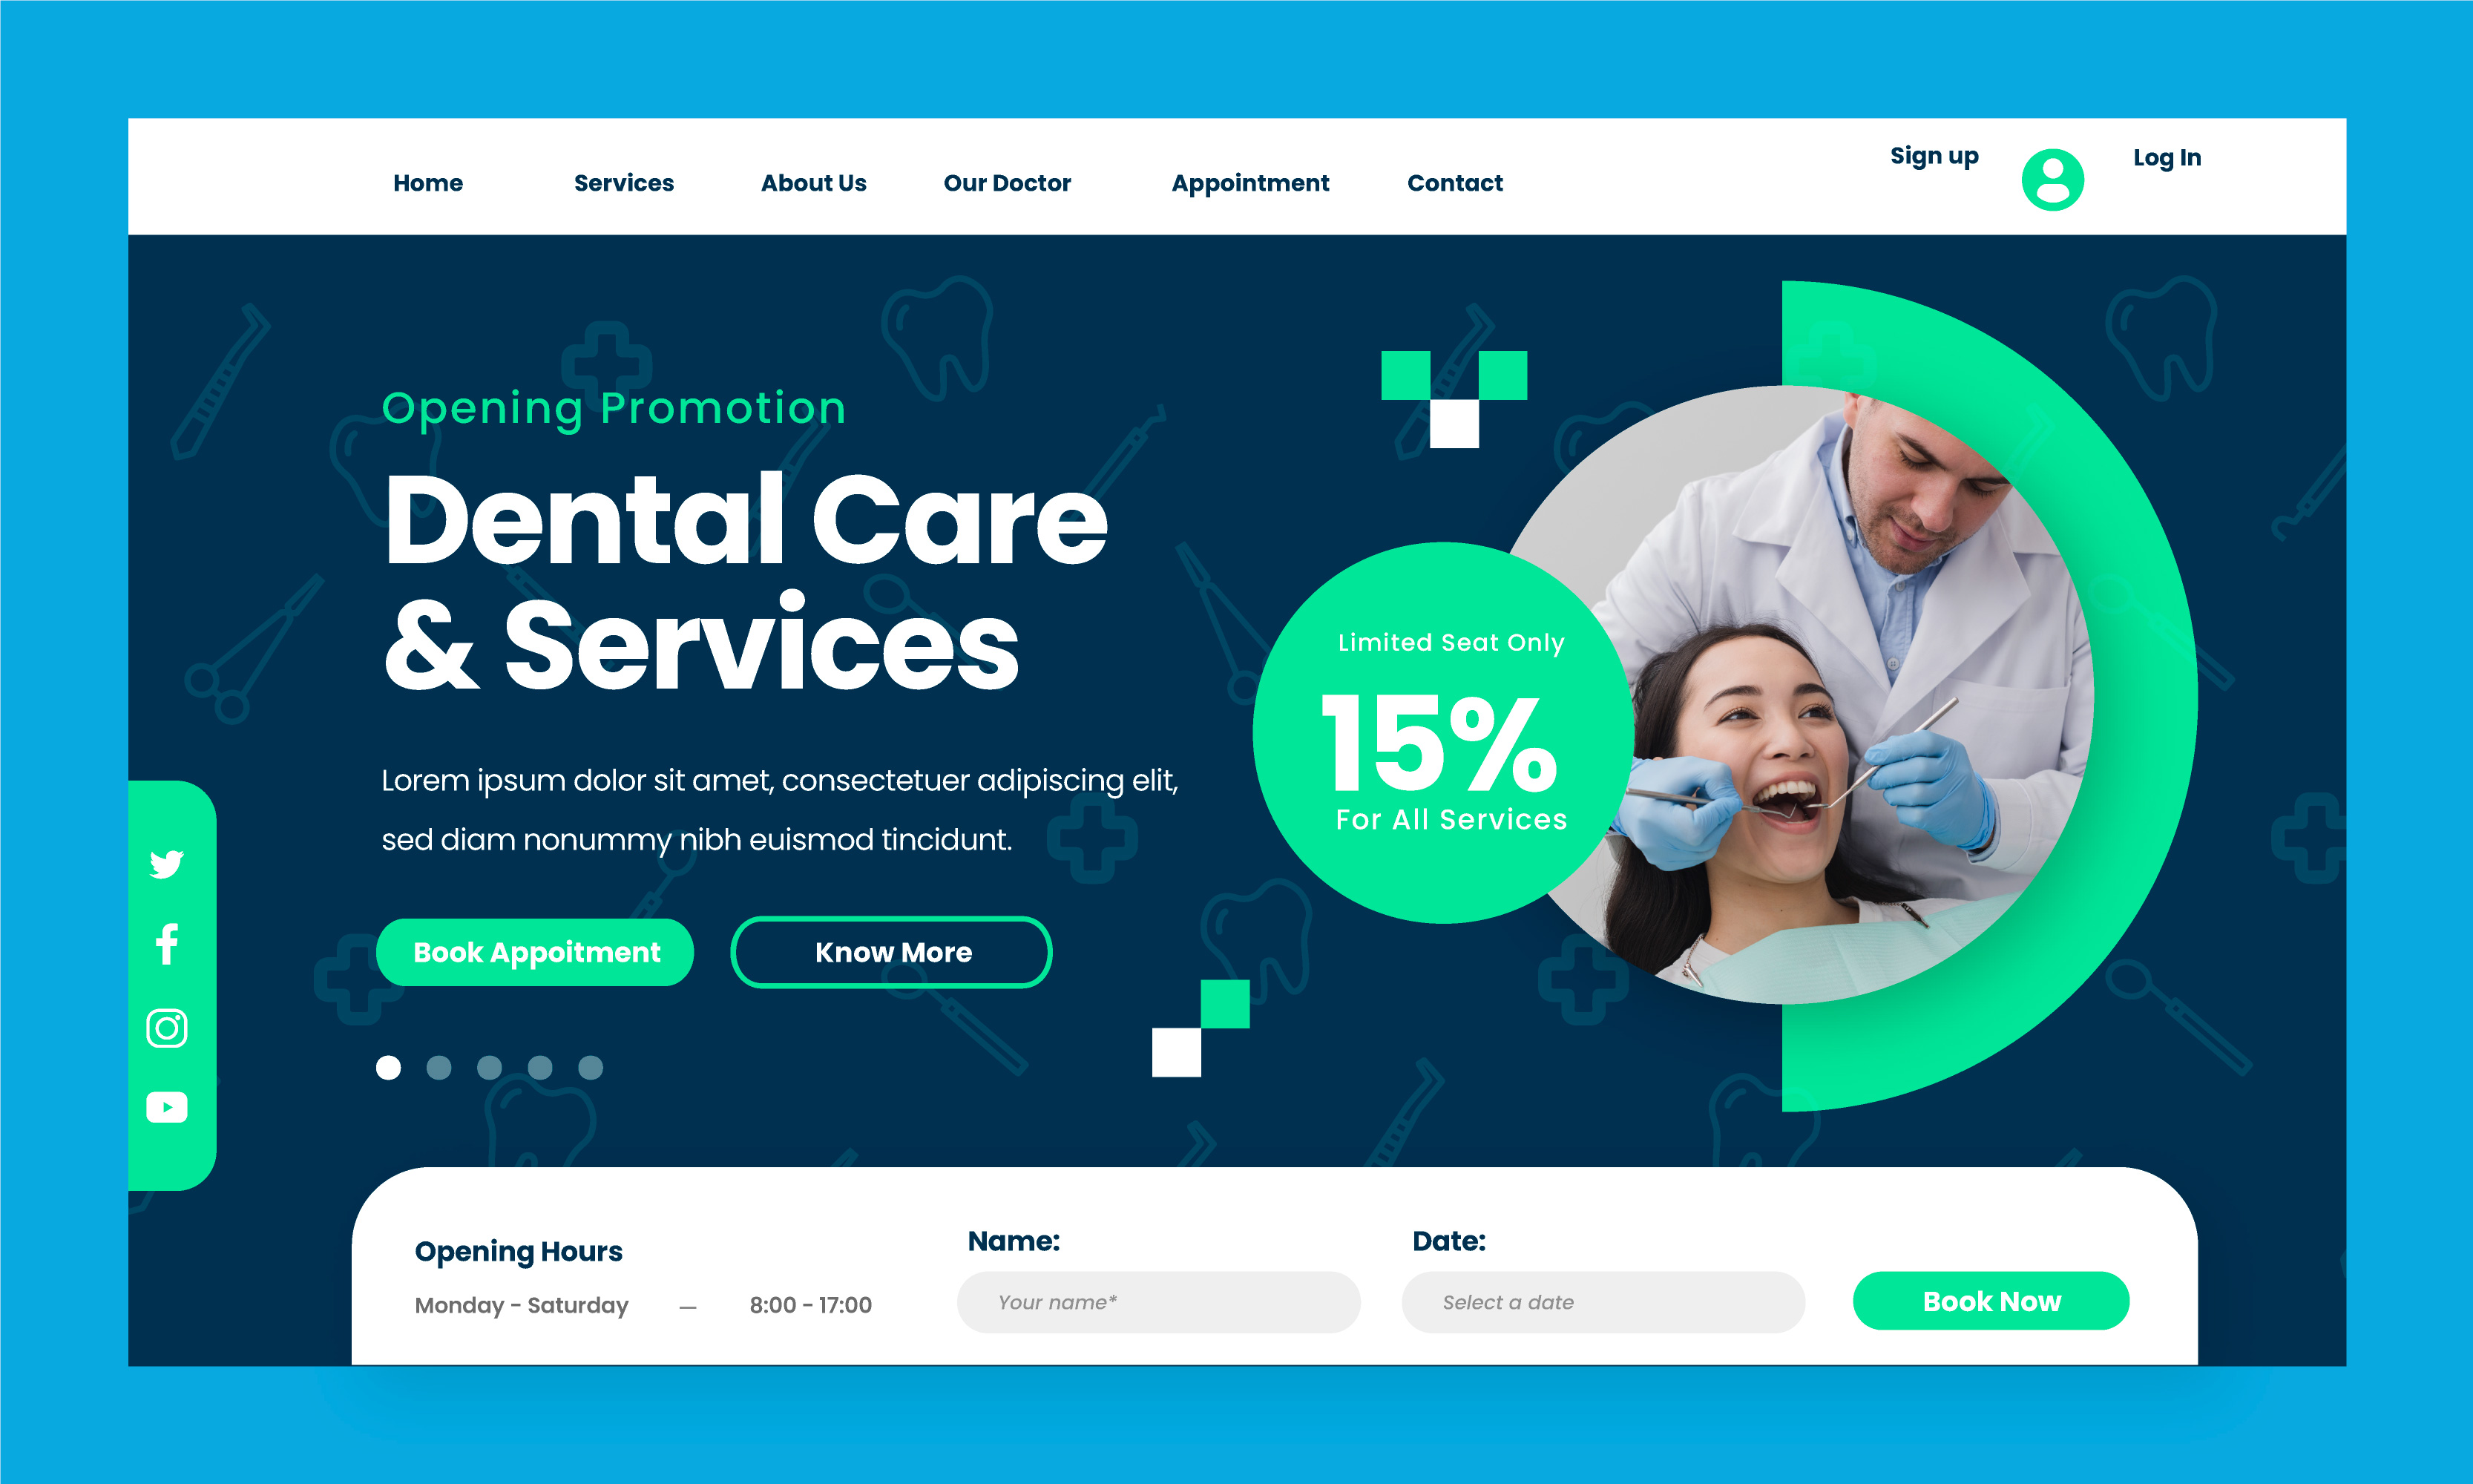 Home Services About Us Our Doctor Appointment Contact Sign up Log In
Opening Promotion
Dental Care
& Services
Lorem ipsum dolor sit amet, consectetuer adipiscing elit,
sed diam nonummy nibh euismod tincidunt.
Book Appoitment Know More
Limited Seat Only
15%
For All Services
Opening Hours
Monday - Saturday — 8:00 - 17:00
Name:
Your name*
Date:
Select a date
Book Now